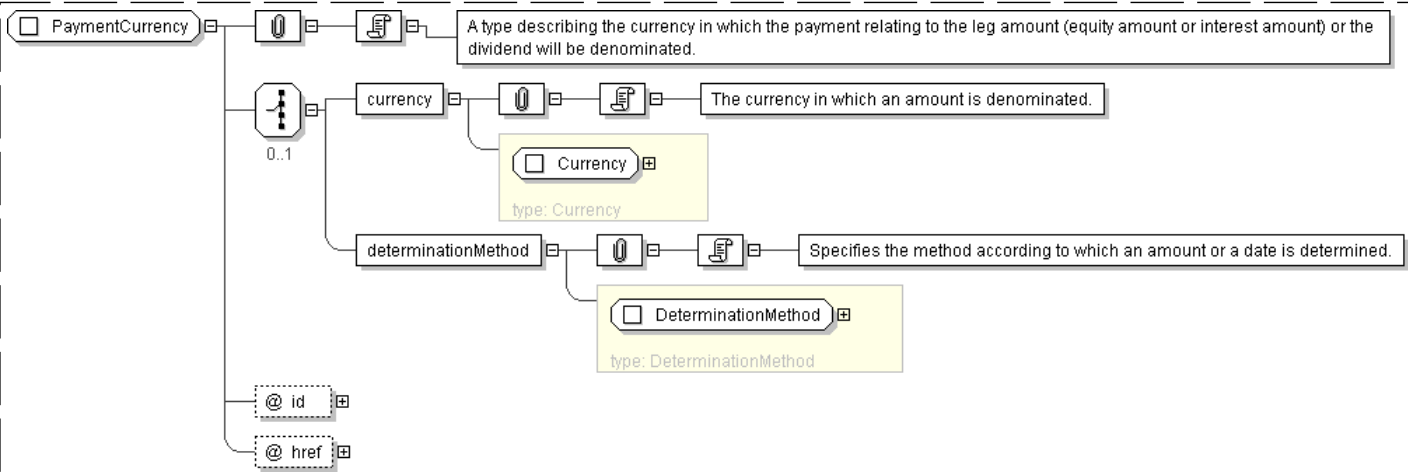 PaymentCurrency
A type describing the currency in which the payment relating to the leg amount (equity amount or interest amount) or the
dividend will be denominated.
currency
The currency in which an amount is denominated.
0..1
Currency
type: Currency
determinationMethod
Specifies the method according to which an amount or a date is determined.
DeterminationMethod
type: DeterminationMethod
@ id
@ href